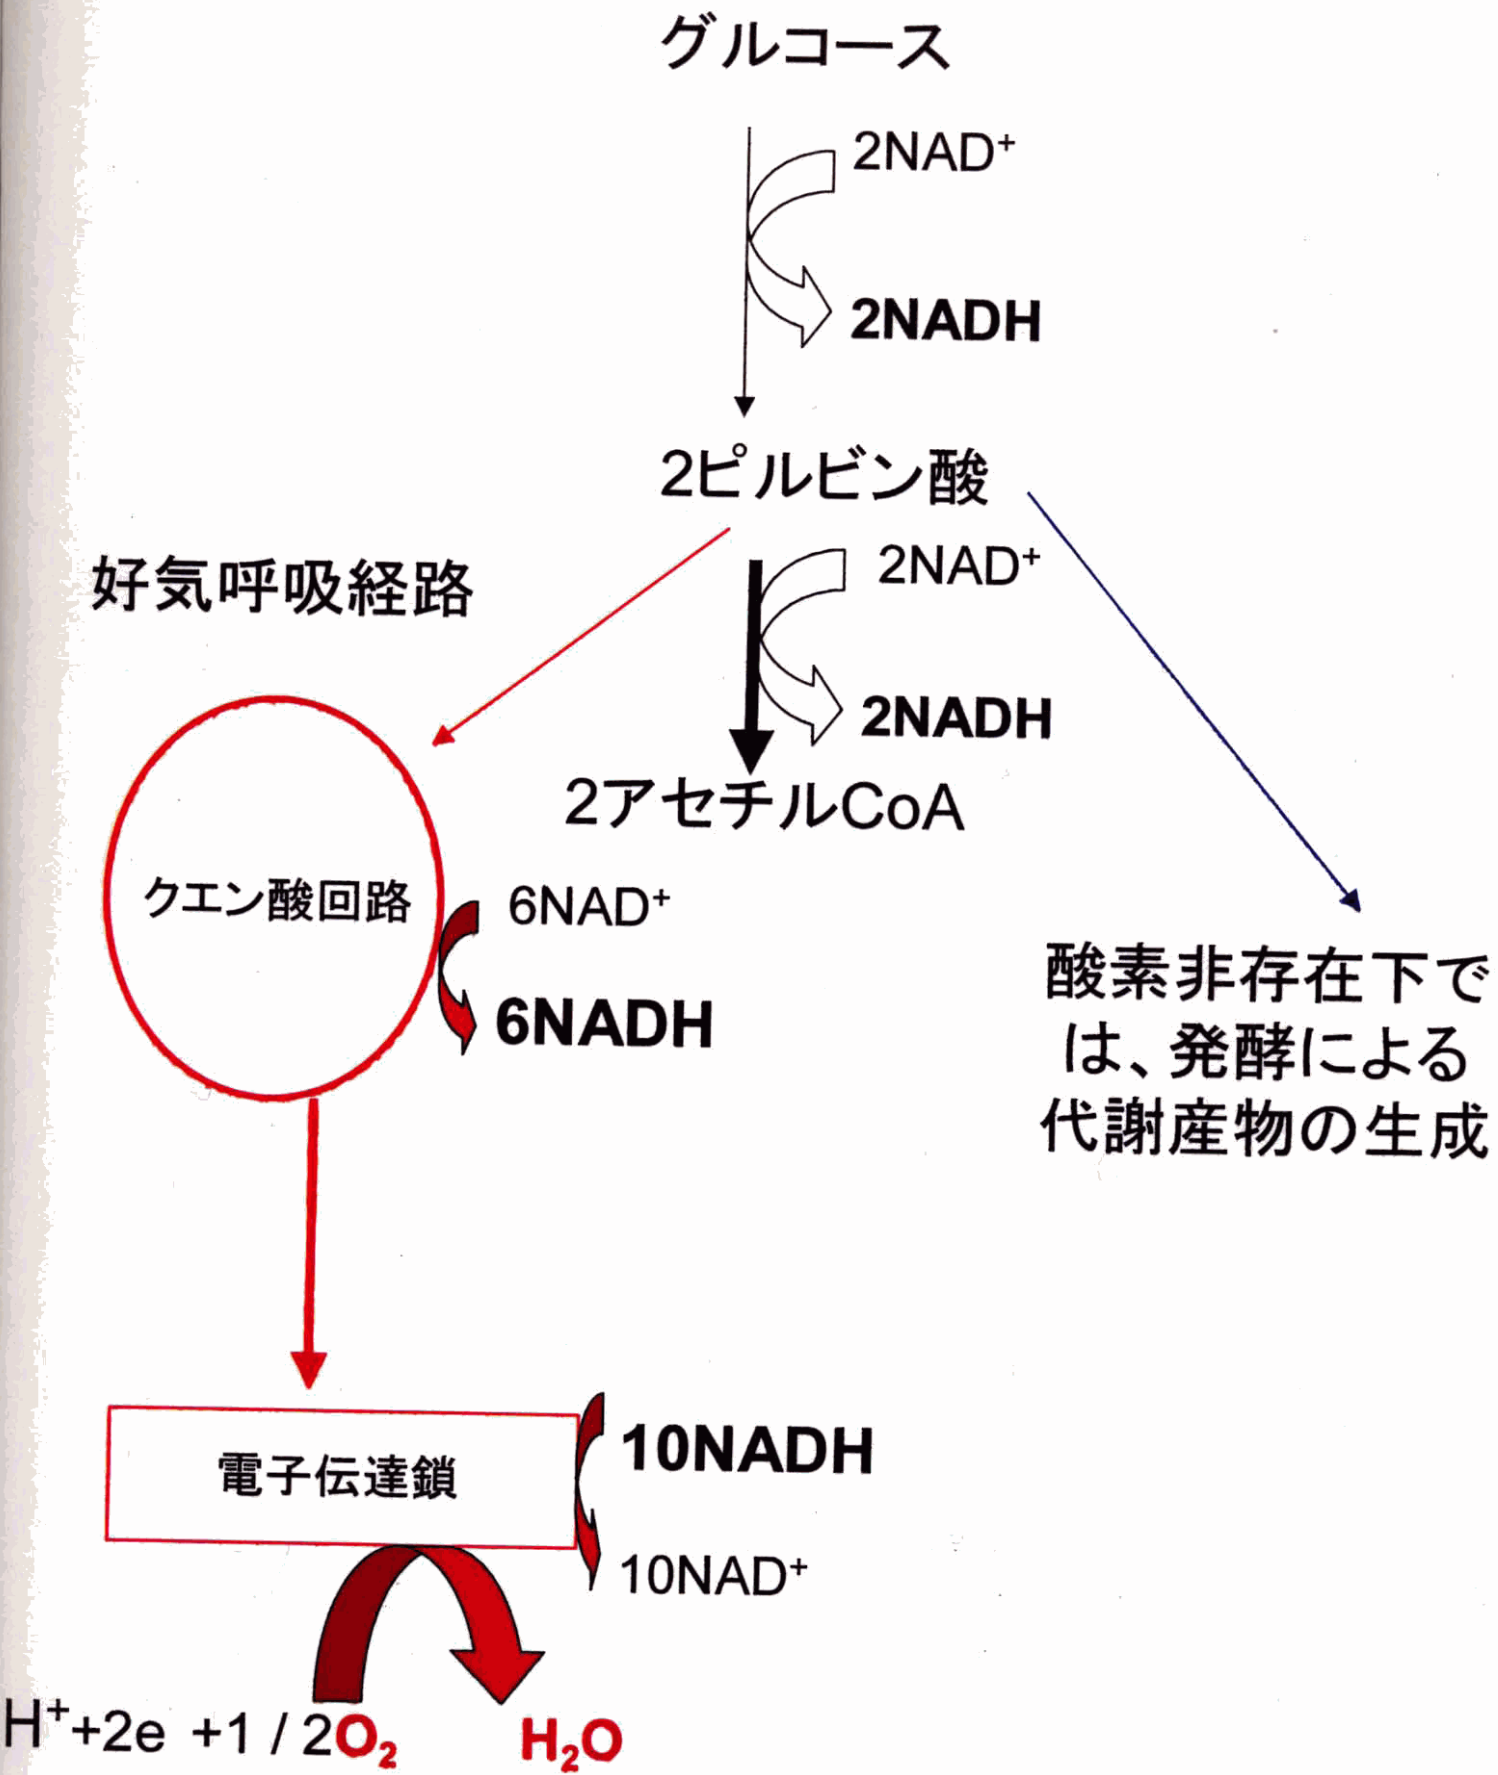 グルコース
2NAD⁺
2NADH
2ピルビン酸
好気呼吸経路
2NAD⁺
2NADH
2アセチルCoA
クエン酸回路
6NAD⁺
6NADH
酸素非存在下で
は、発酵による
代謝産物の生成
電子伝達鎖
10NADH
10NAD⁺
H⁺+2e +1/2O₂
H₂O